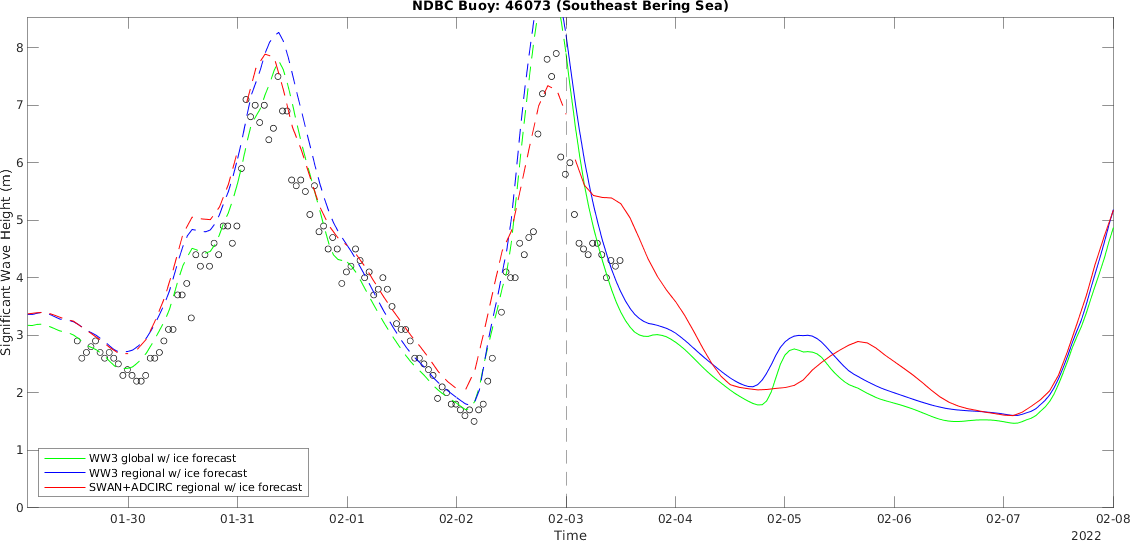 NDBC Buoy: 46073 (Southeast Bering Sea)
Significant Wave Height (m)
8
7
6
5
4
3
2
1
0
WW3 global w/ ice forecast
WW3 regional w/ ice forecast
SWAN+ADCIRC regional w/ ice forecast
01-30 01-31 02-01 02-02 02-03 02-04 02-05 02-06 02-07 02-08
Time
2022